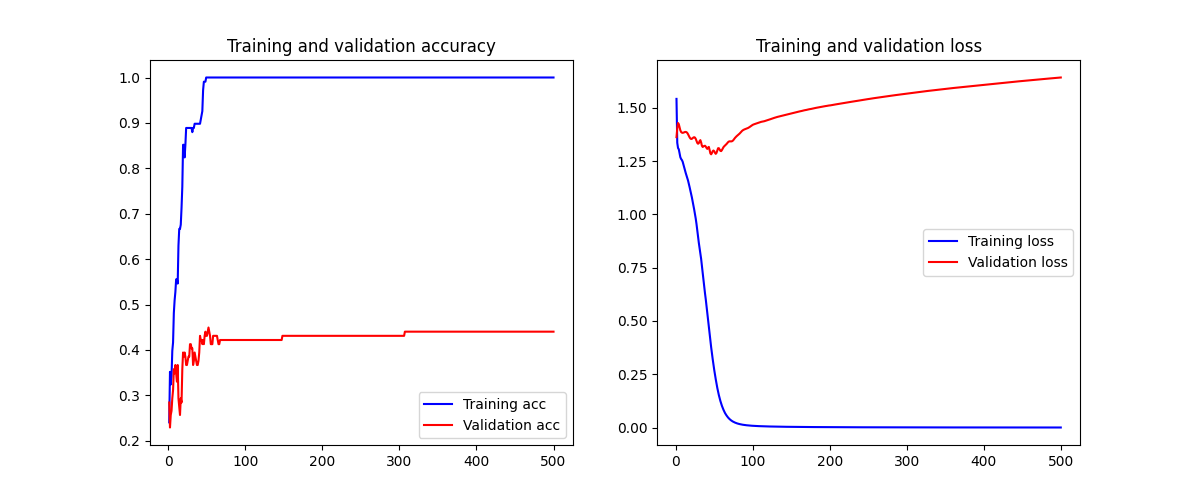 Training and validation accuracy
1.0
0.9
0.8
0.7
0.6
0.5
0.4
0.3
0.2
0 100 200 300 400 500
Training acc
Validation acc
Training and validation loss
1.50
1.25
1.00
0.75
0.50
0.25
0.00
0 100 200 300 400 500
Training loss
Validation loss